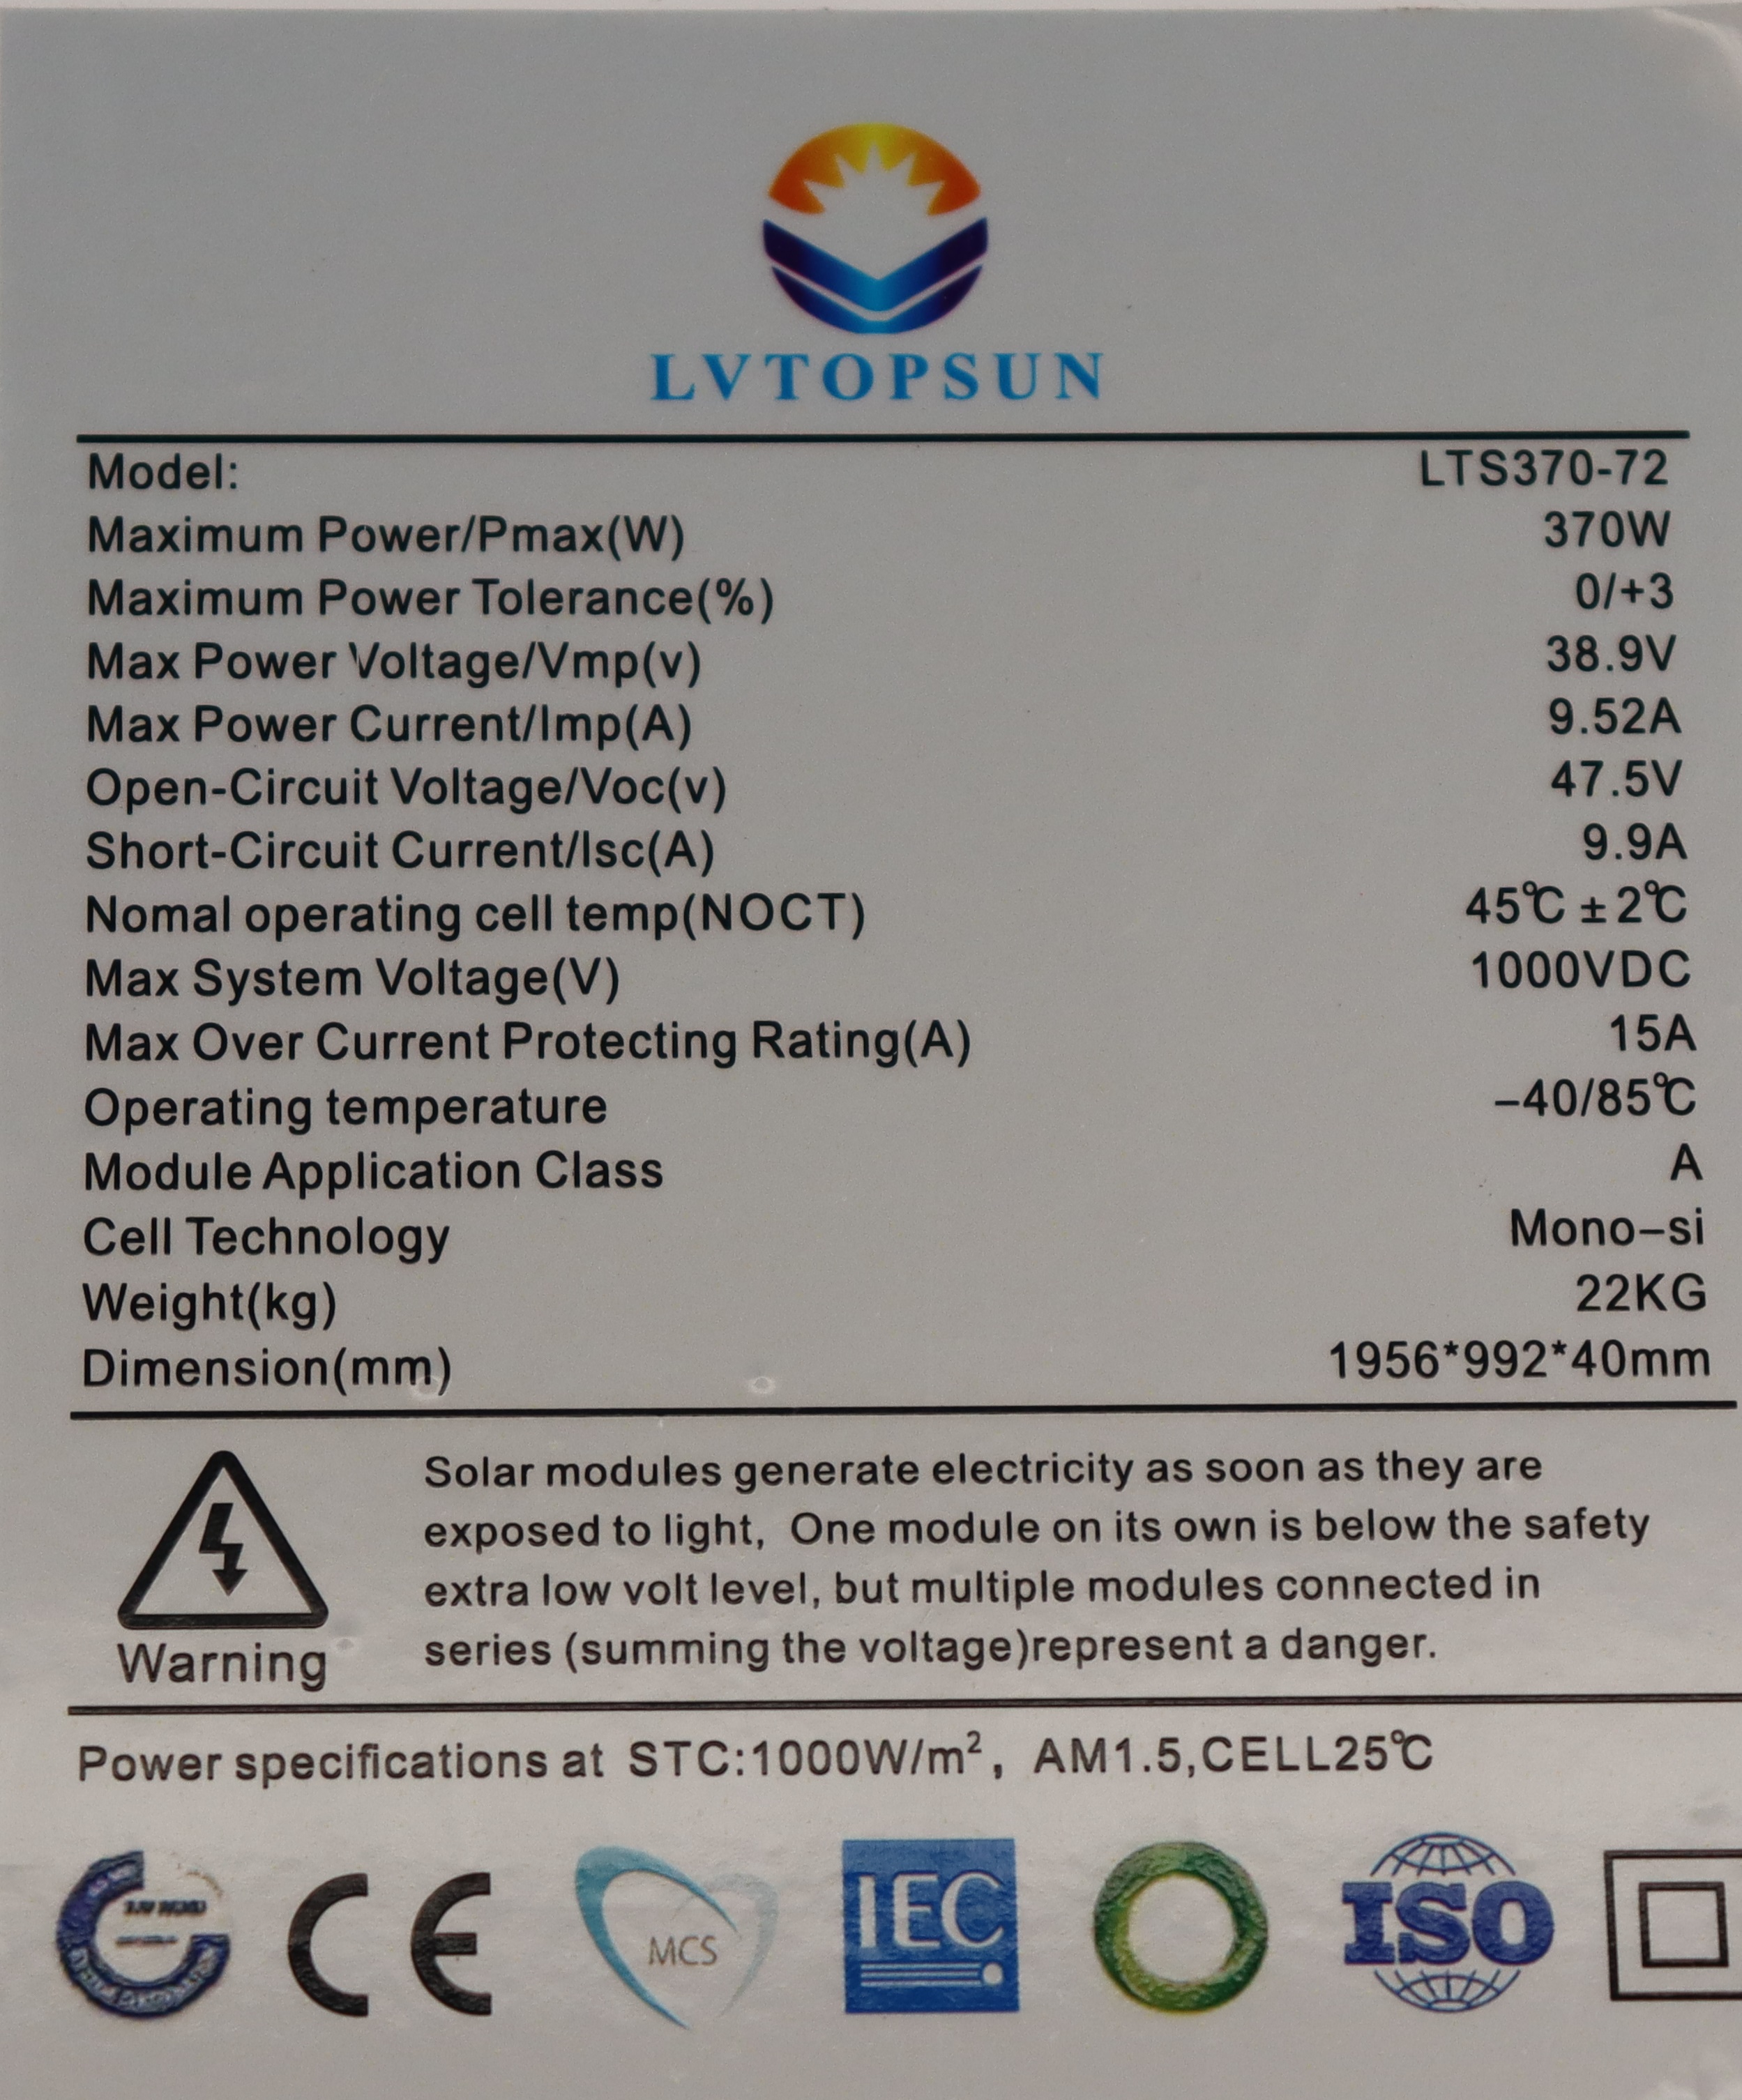 LVTOPSUN
Model: LTS370-72
Maximum Power/Pmax(W) 370W
Maximum Power Tolerance(%) 0/+3
Max Power Voltage/Vmp(v) 38.9V
Max Power Current/Imp(A) 9.52A
Open-Circuit Voltage/Voc(v) 47.5V
Short-Circuit Current/Isc(A) 9.9A
Nomal operating cell temp(NOCT) 45℃ ± 2℃
Max System Voltage(V) 1000VDC
Max Over Current Protecting Rating(A) 15A
Operating temperature –40/85℃
Module Application Class A
Cell Technology Mono–si
Weight(kg) 22KG
Dimension(mm) 1956*992*40mm
Solar modules generate electricity as soon as they are
exposed to light, One module on its own is below the safety
extra low volt level, but multiple modules connected in
series (summing the voltage)represent a danger.
Warning
Power specifications at STC:1000W/m², AM1.5,CELL25℃
CE MCS IEC ISO